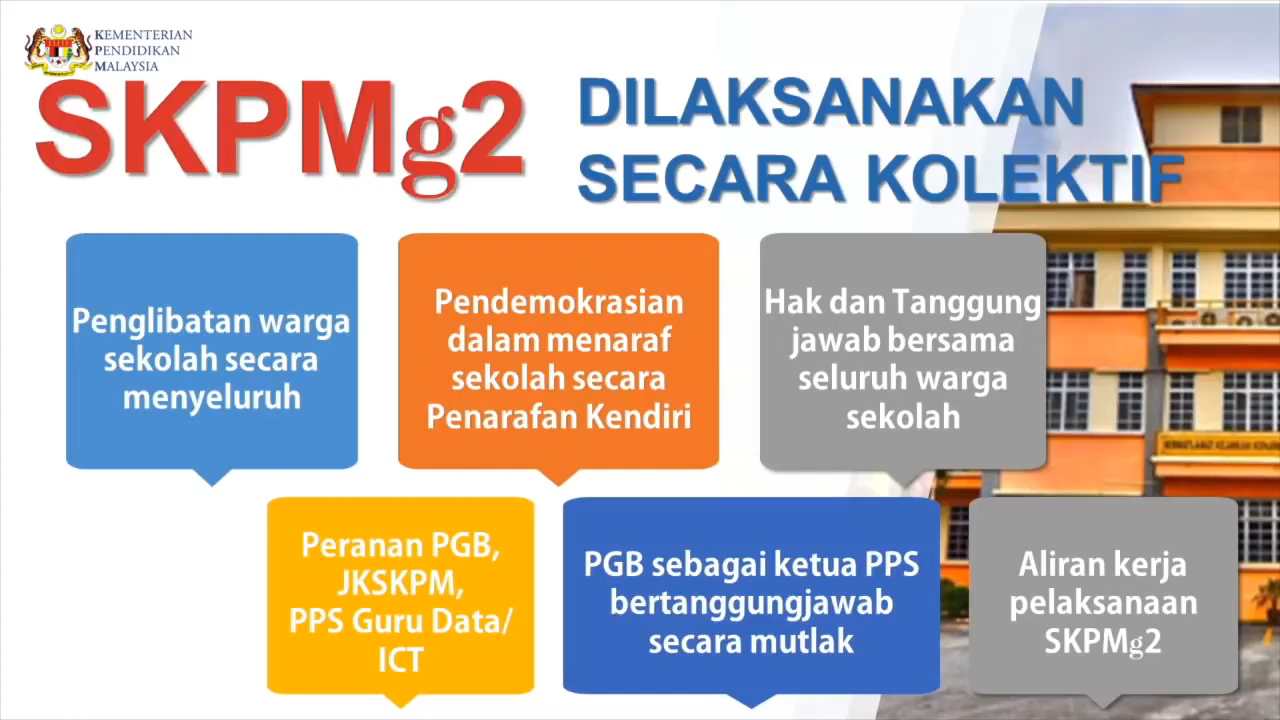 KEMENTERIAN
PENDIDIKAN
MALAYSIA
SKPMg2
DILAKSANAKAN
SECARA KOLEKTIF
Penglibatan warga
sekolah secara
menyeluruh
Pendemokrasian
dalam menaraf
sekolah secara
Penarafan Kendiri
Hak dan Tanggung
jawab bersama
seluruh warga
sekolah
Peranan PGB,
JKSKPM,
PPS Guru Data/
ICT
PGB sebagai ketua PPS
bertanggungjawab
secara mutlak
Aliran kerja
pelaksanaan
SKPMg2